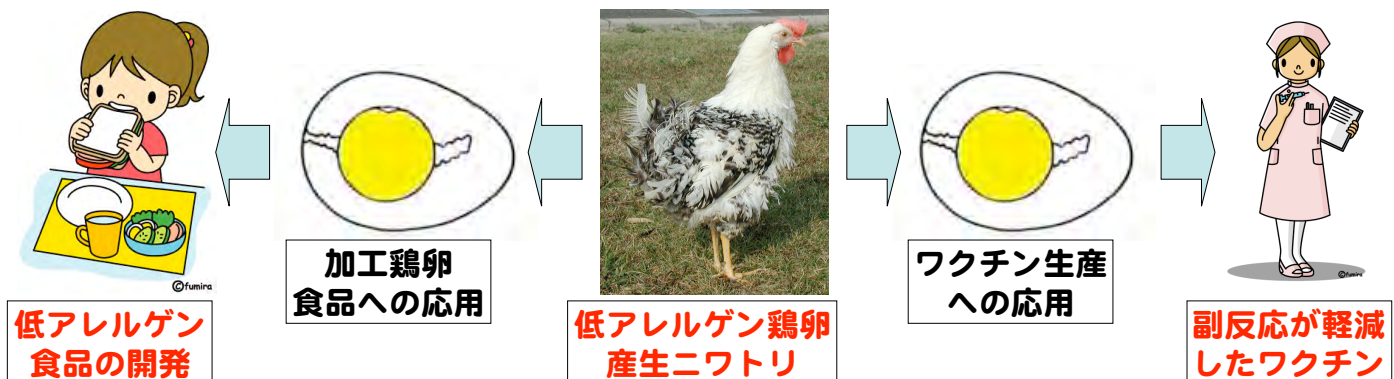 ©fumira
低アレルゲン
食品の開発
加工鶏卵
食品への応用
低アレルゲン鶏卵
産生ニワトリ
ワクチン生産
への応用
©fumira
副反応が軽減
したワクチン